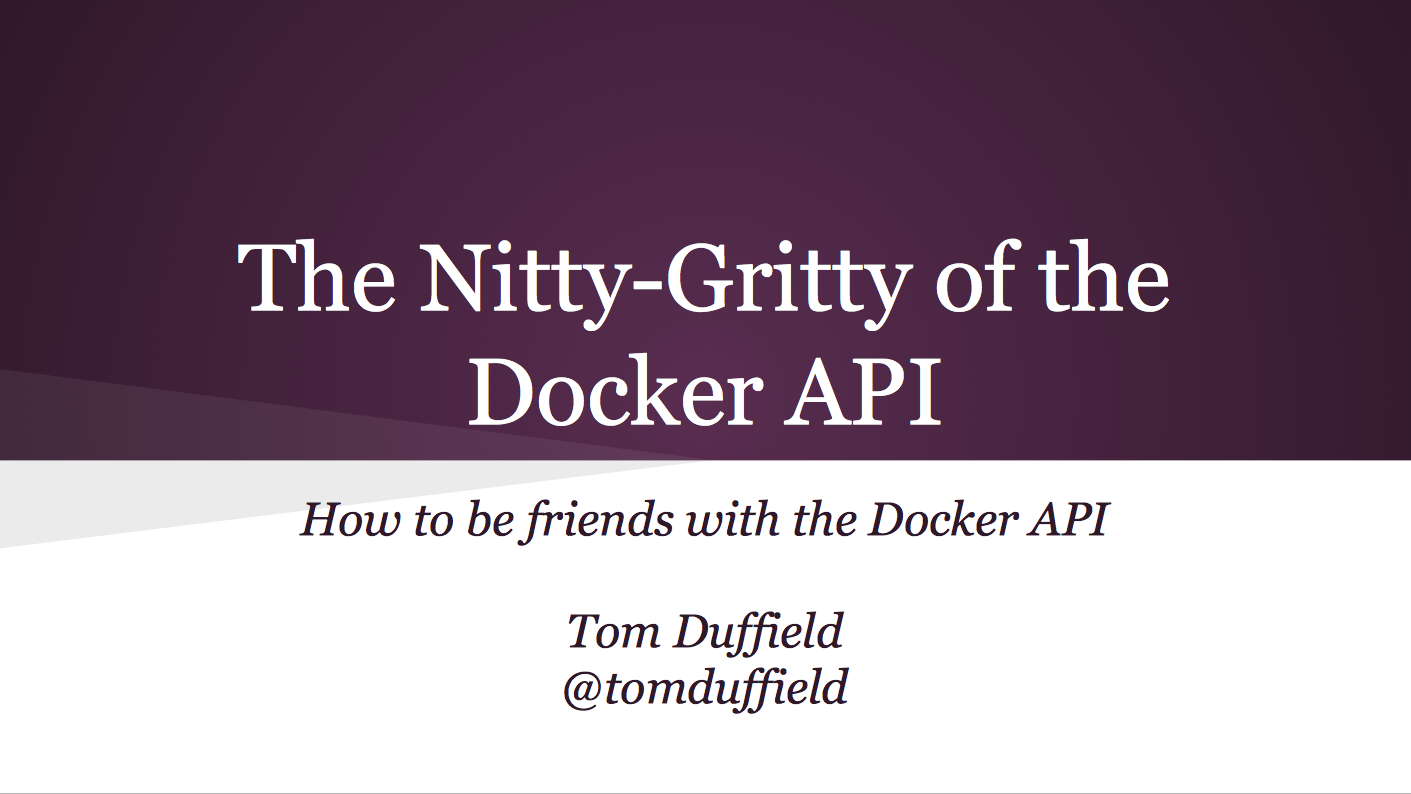 The Nitty-Gritty of the
Docker API
How to be friends with the Docker API
Tom Duffield
@tomduffield